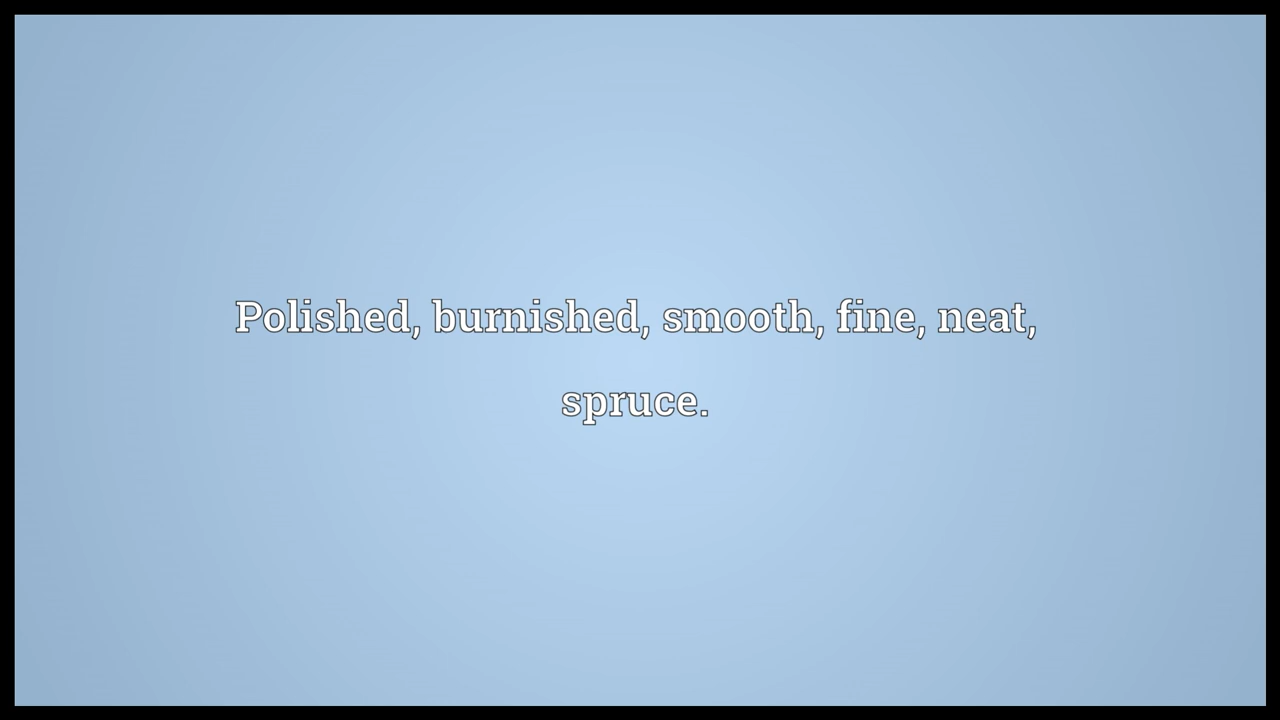 Polished, burnished, smooth, fine, neat,
spruce.